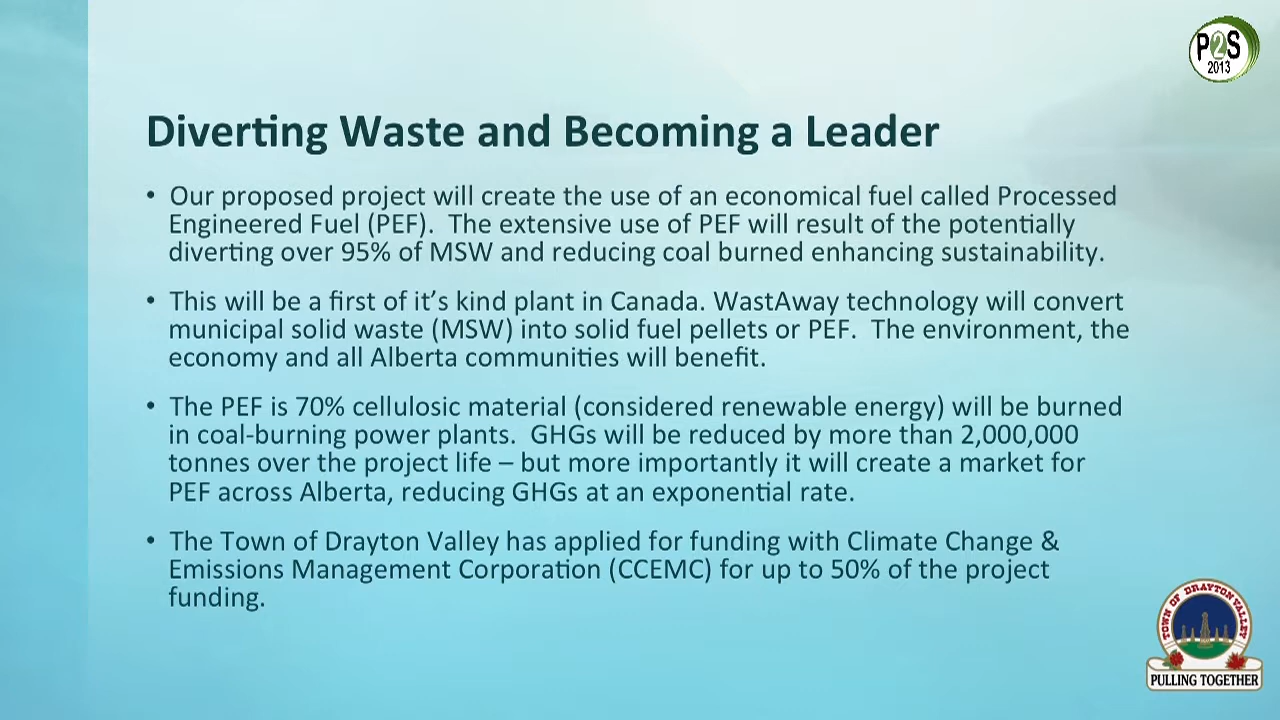 P2S
2013
Diverting Waste and Becoming a Leader
• Our proposed project will create the use of an economical fuel called Processed
Engineered Fuel (PEF).  The extensive use of PEF will result of the potentially
diverting over 95% of MSW and reducing coal burned enhancing sustainability.
• This will be a first of it’s kind plant in Canada. WastAway technology will convert
municipal solid waste (MSW) into solid fuel pellets or PEF.  The environment, the
economy and all Alberta communities will benefit.
• The PEF is 70% cellulosic material (considered renewable energy) will be burned
in coal-burning power plants.  GHGs will be reduced by more than 2,000,000
tonnes over the project life – but more importantly it will create a market for
PEF across Alberta, reducing GHGs at an exponential rate.
• The Town of Drayton Valley has applied for funding with Climate Change &
Emissions Management Corporation (CCEMC) for up to 50% of the project
funding.
TOWN OF DRAYTON VALLEY
PULLING TOGETHER